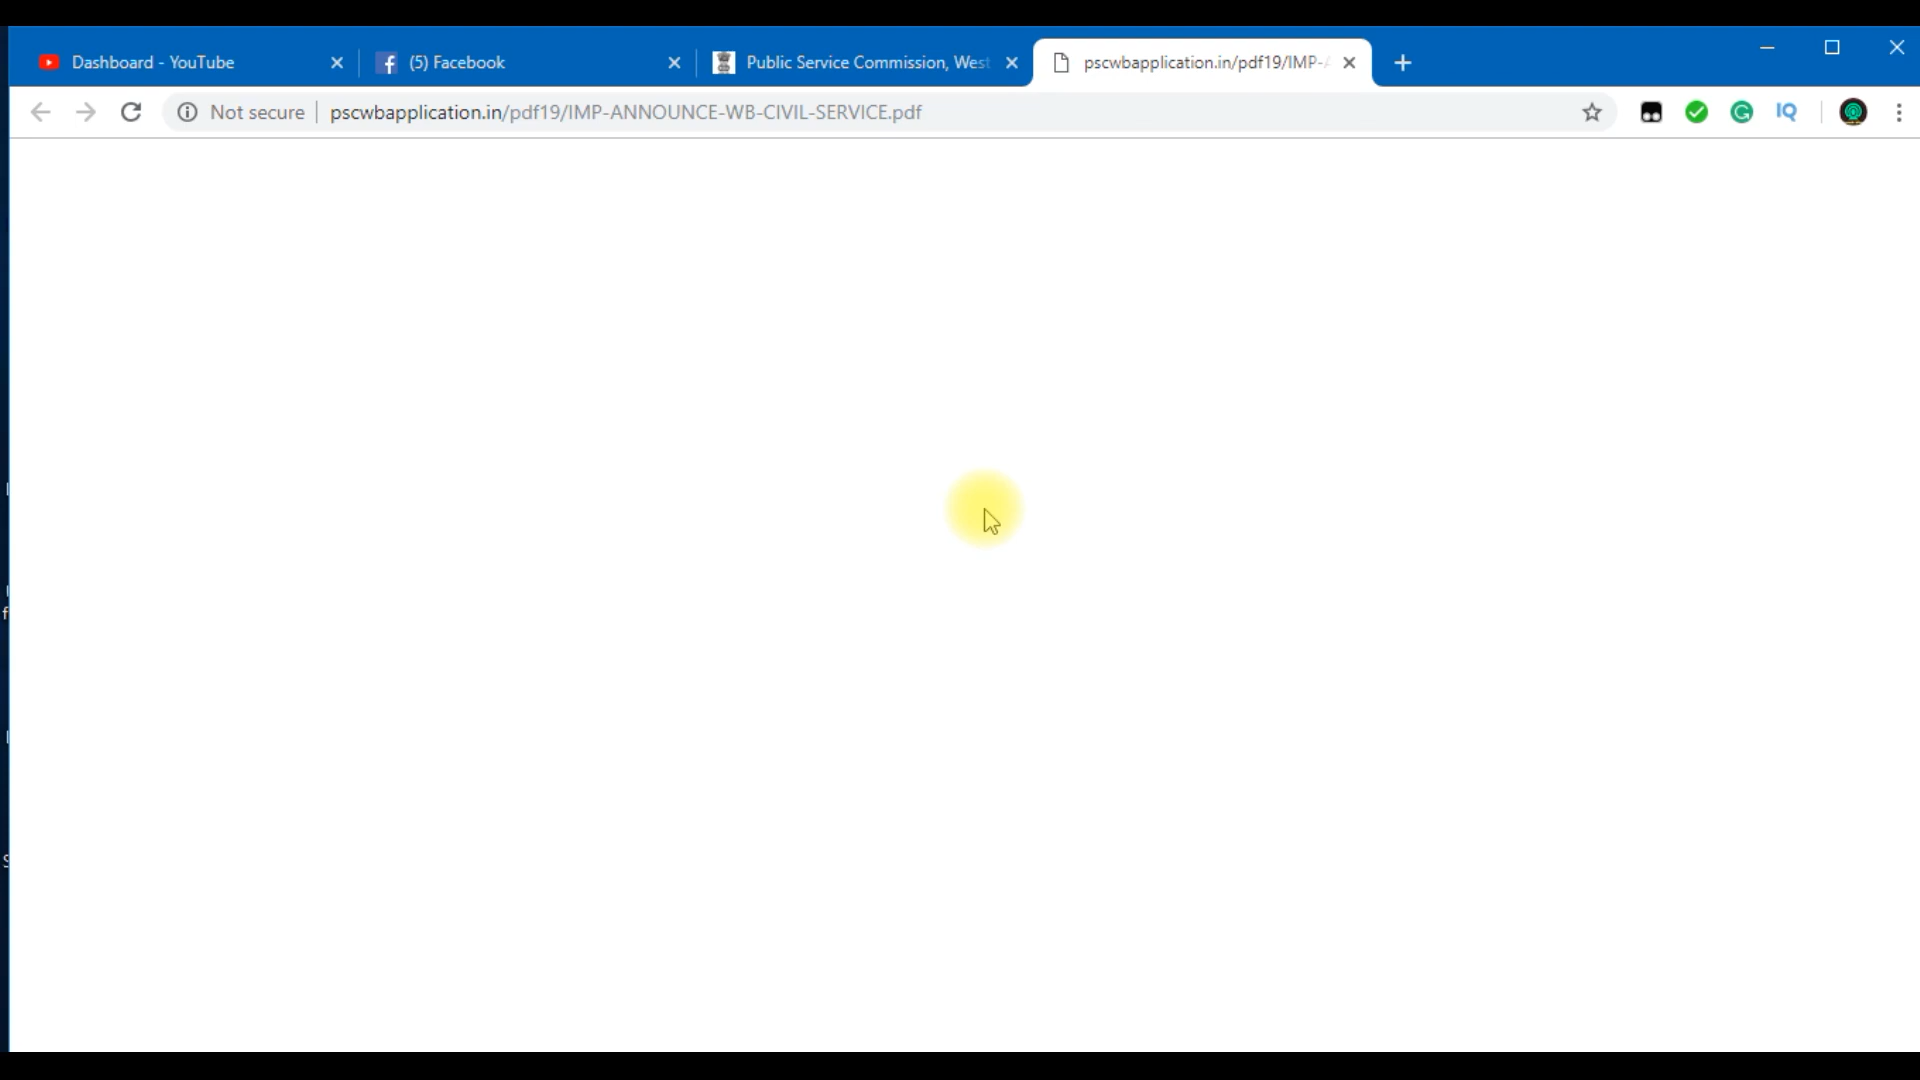 Dashboard - YouTube
(5) Facebook
Public Service Commission, West
pscwbapplication.in/pdf19/IMP-A
Not secure
pscwbapplication.in/pdf19/IMP-ANNOUNCE-WB-CIVIL-SERVICE.pdf
IQ